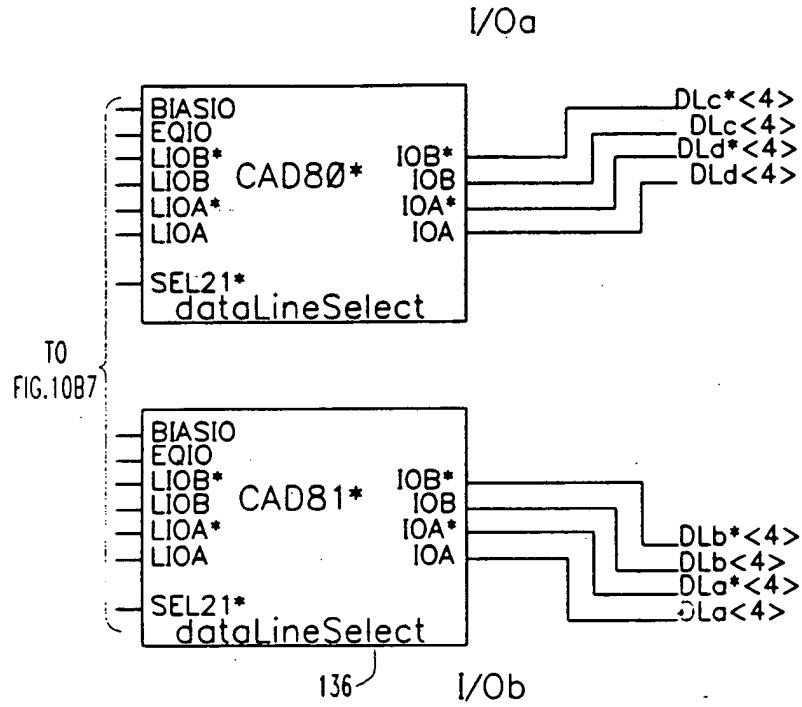 I/Oa
BIASIO
EQIO
LIOB*
LIOB
LIOA*
LIOA
SEL21*
CAD80*
IOB*
IOB
IOA*
IOA
dataLineSelect
DLc*<4>
DLc<4>
DLd*<4>
DLd<4>
TO
FIG.10B7
BIASIO
EQIO
LIOB*
LIOB
LIOA*
LIOA
SEL21*
CAD81*
IOB*
IOB
IOA*
IOA
dataLineSelect
DLb*<4>
DLb<4>
DLa*<4>
DLa<4>
136
I/Ob